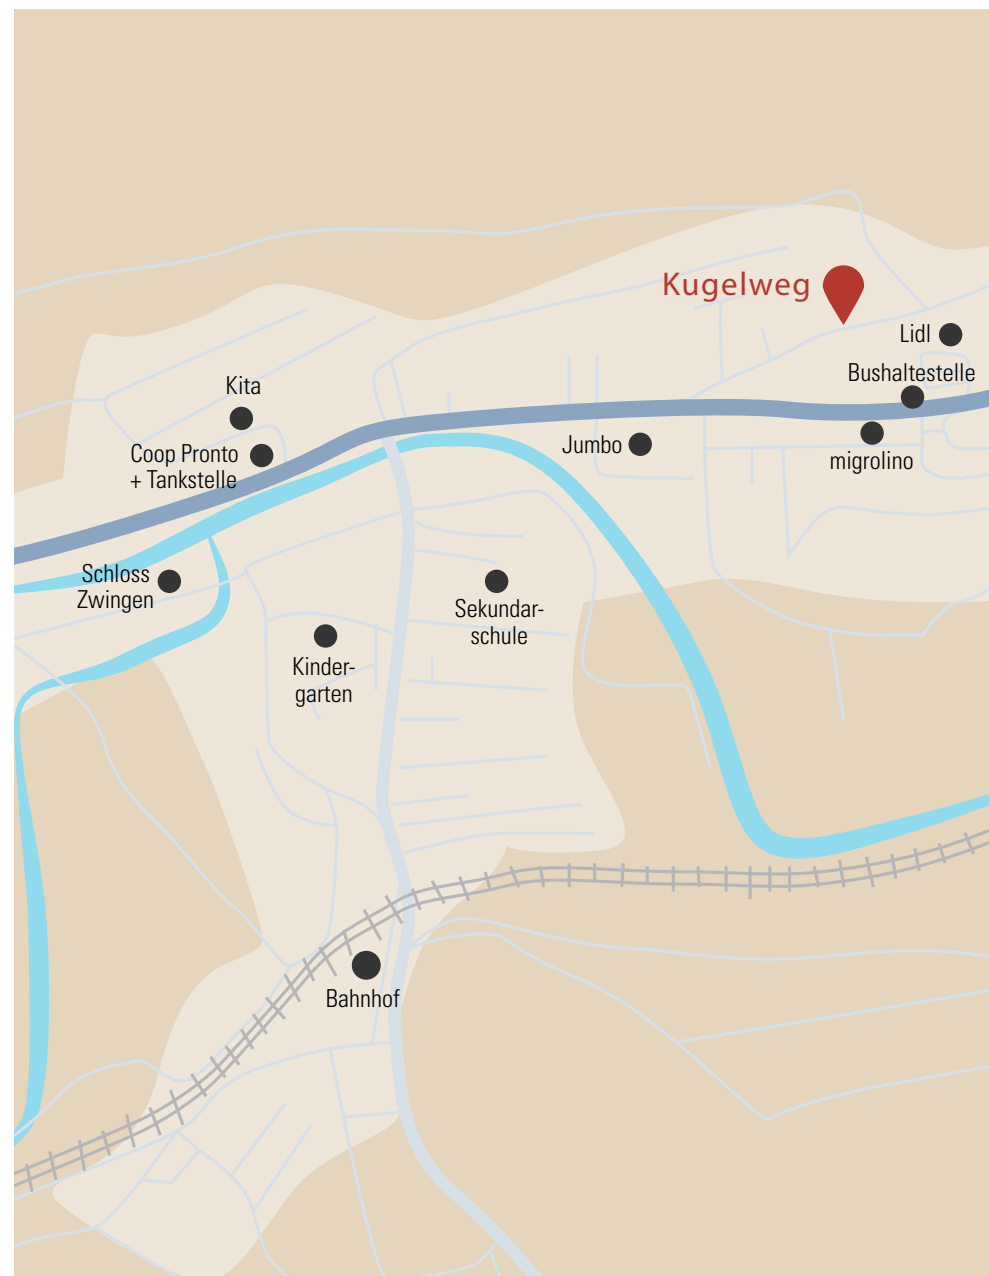 Kugelweg
Lidl
Bushaltestelle
Kita
Coop Pronto
+ Tankstelle
Jumbo
migrolino
Schloss
Zwingen
Sekundar-
schule
Kinder-
garten
Bahnhof